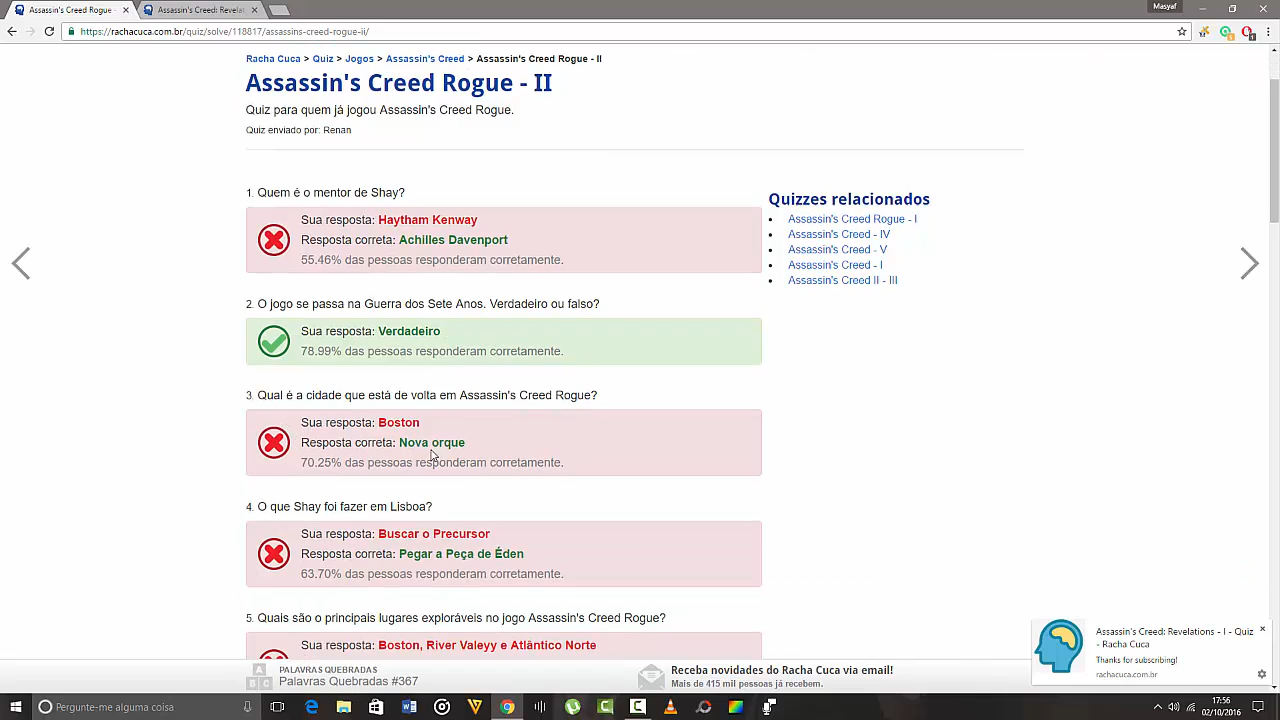 Assassin's Creed Rogue -
Assassin's Creed: Revelat
Masyaf
https://rachacuca.com.br/quiz/solve/118817/assassins-creed-rogue-ii/
Racha Cuca > Quiz > Jogos > Assassin's Creed > Assassin's Creed Rogue - II
Assassin's Creed Rogue - II
Quiz para quem já jogou Assassin's Creed Rogue.
Quiz enviado por: Renan
1. Quem é o mentor de Shay?
Sua resposta: Haytham Kenway
Resposta correta: Achilles Davenport
55.46% das pessoas responderam corretamente.
2. O jogo se passa na Guerra dos Sete Anos. Verdadeiro ou falso?
Sua resposta: Verdadeiro
78.99% das pessoas responderam corretamente.
3. Qual é a cidade que está de volta em Assassin's Creed Rogue?
Sua resposta: Boston
Resposta correta: Nova orque
70.25% das pessoas responderam corretamente.
4. O que Shay foi fazer em Lisboa?
Sua resposta: Buscar o Precursor
Resposta correta: Pegar a Peça de Éden
63.70% das pessoas responderam corretamente.
5. Quais são o principais lugares exploráveis no jogo Assassin's Creed Rogue?
Sua resposta: Boston, River Valeyy e Atlântico Norte
Quizzes relacionados
Assassin's Creed Rogue - I
Assassin's Creed - IV
Assassin's Creed - V
Assassin's Creed - I
Assassin's Creed II - III
Assassin's Creed: Revelations - I - Quiz
- Racha Cuca
Thanks for subscribing!
rachacuca.com.br
A
B C
PALAVRAS QUEBRADAS
Palavras Quebradas #367
Receba novidades do Racha Cuca via email!
Mais de 415 mil pessoas já recebem.
Pergunte-me alguma coisa
17:56
02/10/2016